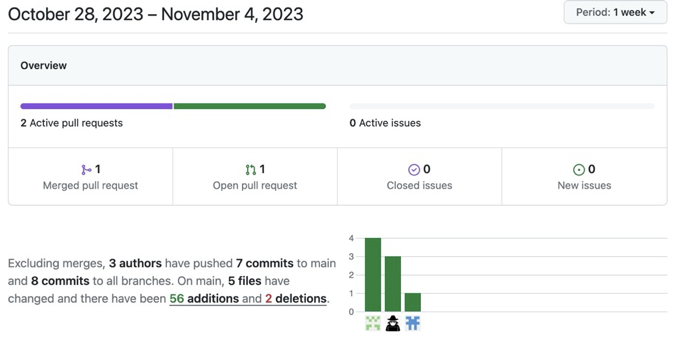 October 28, 2023 – November 4, 2023
Period: 1 week
Overview
2 Active pull requests
0 Active issues
1
Merged pull request
1
Open pull request
0
Closed issues
0
New issues
Excluding merges, 3 authors have pushed 7 commits to main
and 8 commits to all branches. On main, 5 files have
changed and there have been 56 additions and 2 deletions.
4
3
2
1
0